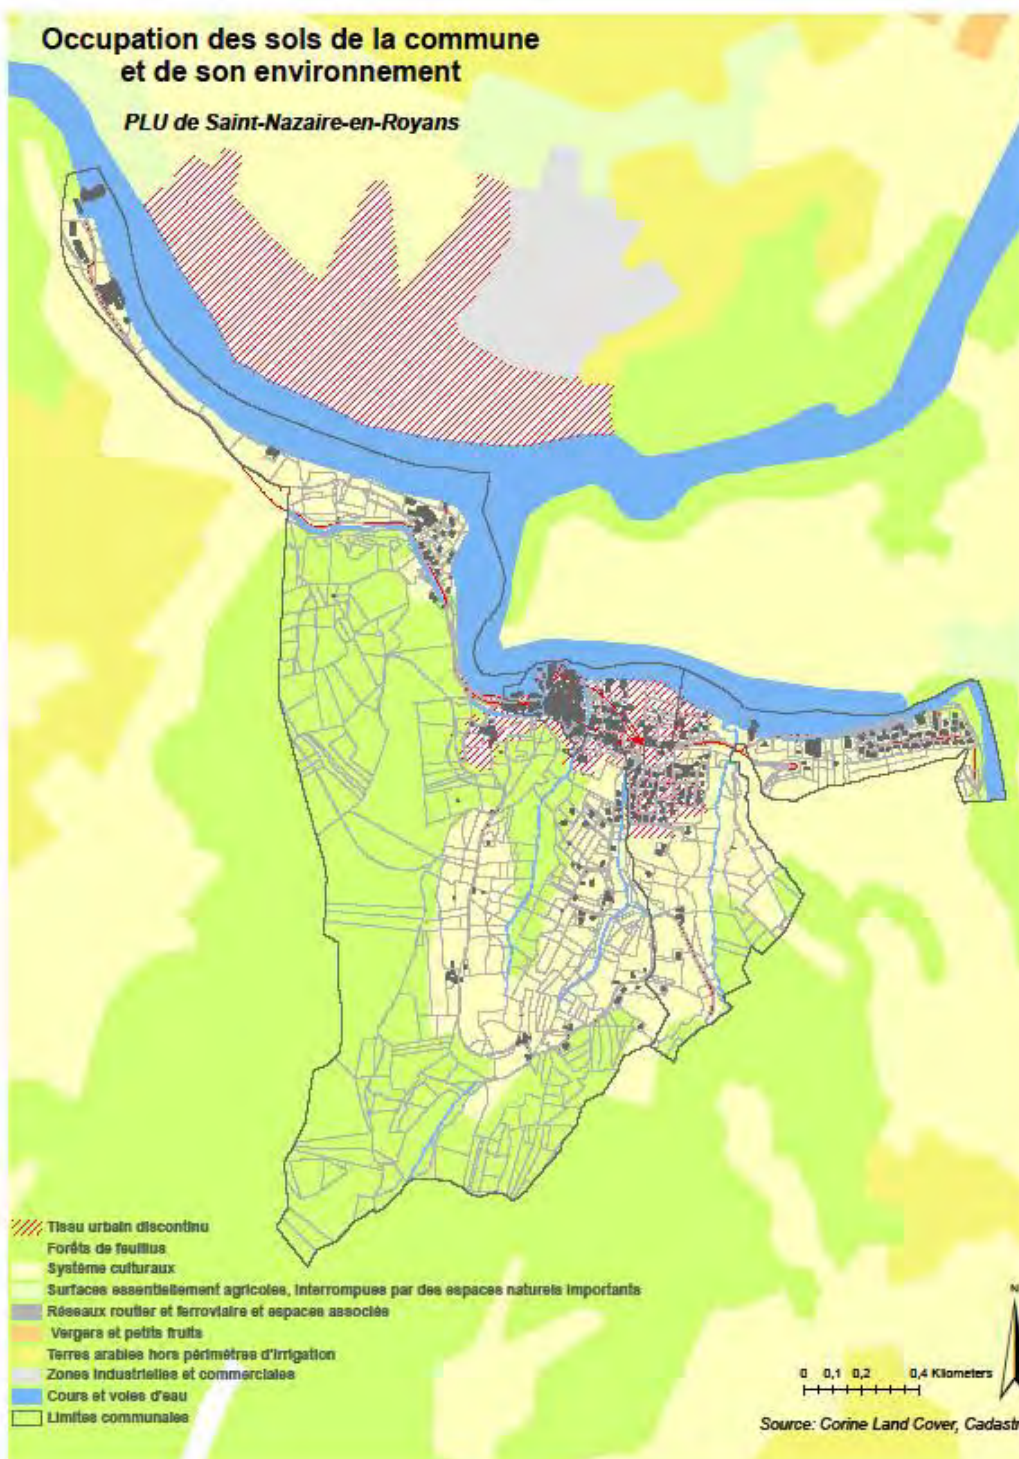 Occupation des sols de la commune
et de son environnement
PLU de Saint-Nazaire-en-Royans
Tissu urbain discontinu
Forêts de feuillus
Système culturaux
Surfaces essentiellement agricoles, interrompues par des espaces naturels importants
Réseaux routier et ferroviaire et espaces associés
Vergers et petits fruits
Terres arables hors périmètres d'irrigation
Zones industrielles et commerciales
Cours et voies d'eau
Limites communales
N
0 0,1 0,2 0,4 Kilometers
Source: Corine Land Cover, Cadastr